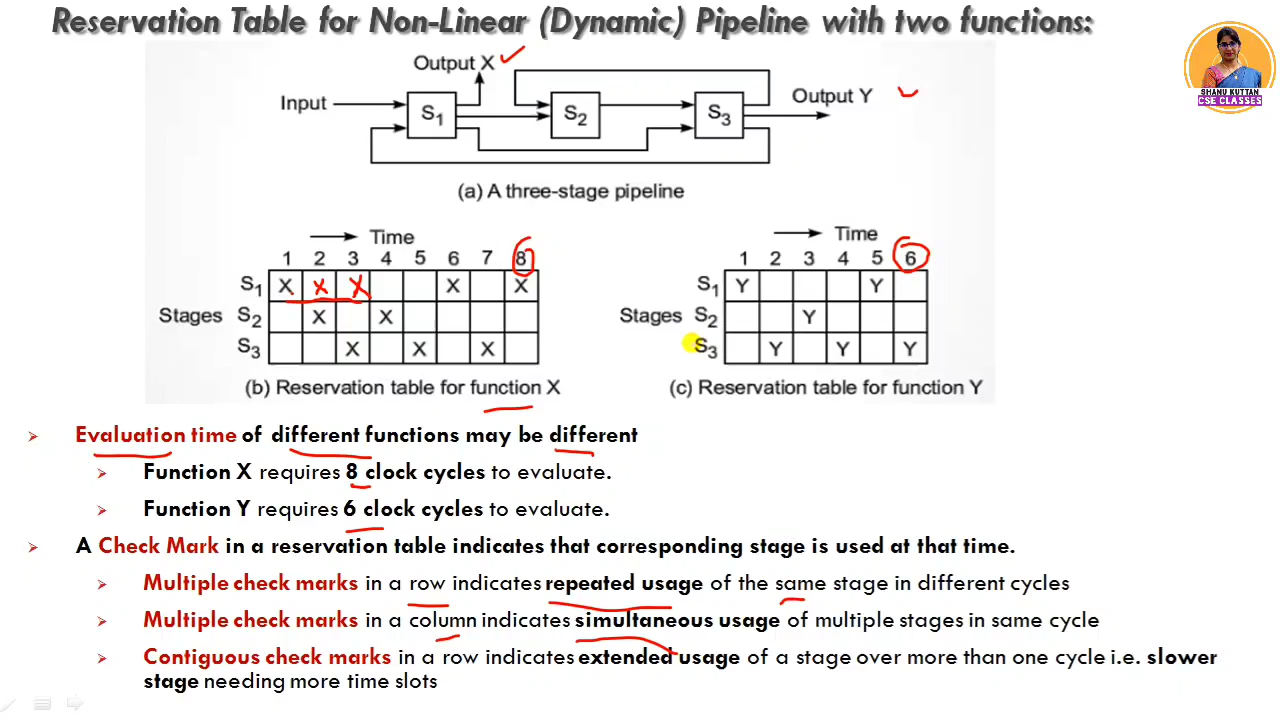 Reservation Table for Non-Linear (Dynamic) Pipeline with two functions:
SHANU KUTTAN
CSE CLASSES
Output X
Input
S1
S2
S3
Output Y
(a) A three-stage pipeline
Time
1 2 3 4 5 6 7 8
Stages
S1 X X X X X
S2 X X
S3 X X X
(b) Reservation table for function X
Time
1 2 3 4 5 6
Stages
S1 Y Y
S2 Y
S3 Y Y Y
(c) Reservation table for function Y
Evaluation time of different functions may be different
Function X requires 8 clock cycles to evaluate.
Function Y requires 6 clock cycles to evaluate.
A Check Mark in a reservation table indicates that corresponding stage is used at that time.
Multiple check marks in a row indicates repeated usage of the same stage in different cycles
Multiple check marks in a column indicates simultaneous usage of multiple stages in same cycle
Contiguous check marks in a row indicates extended usage of a stage over more than one cycle i.e. slower
stage needing more time slots